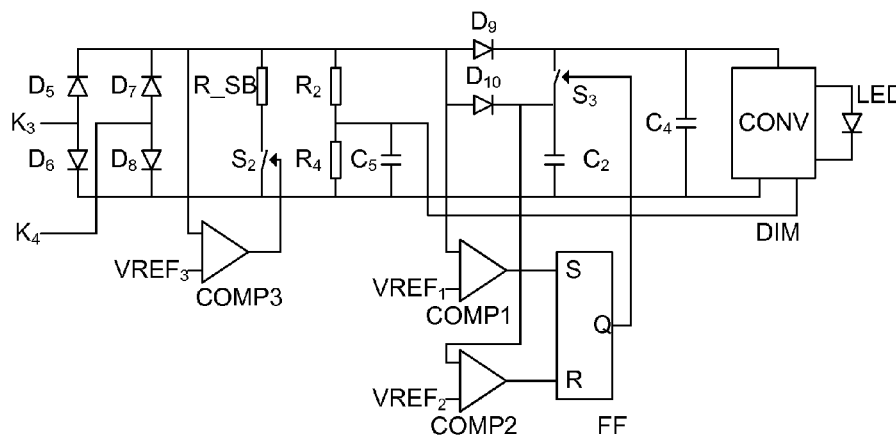 D9
D10
D5
D7
R_SB
R2
S3
LED
K3
C4
CONV
D6
D8
S2
R4
C5
C2
K4
DIM
VREF3
COMP3
VREF1
COMP1
S
Q
R
VREF2
COMP2
FF